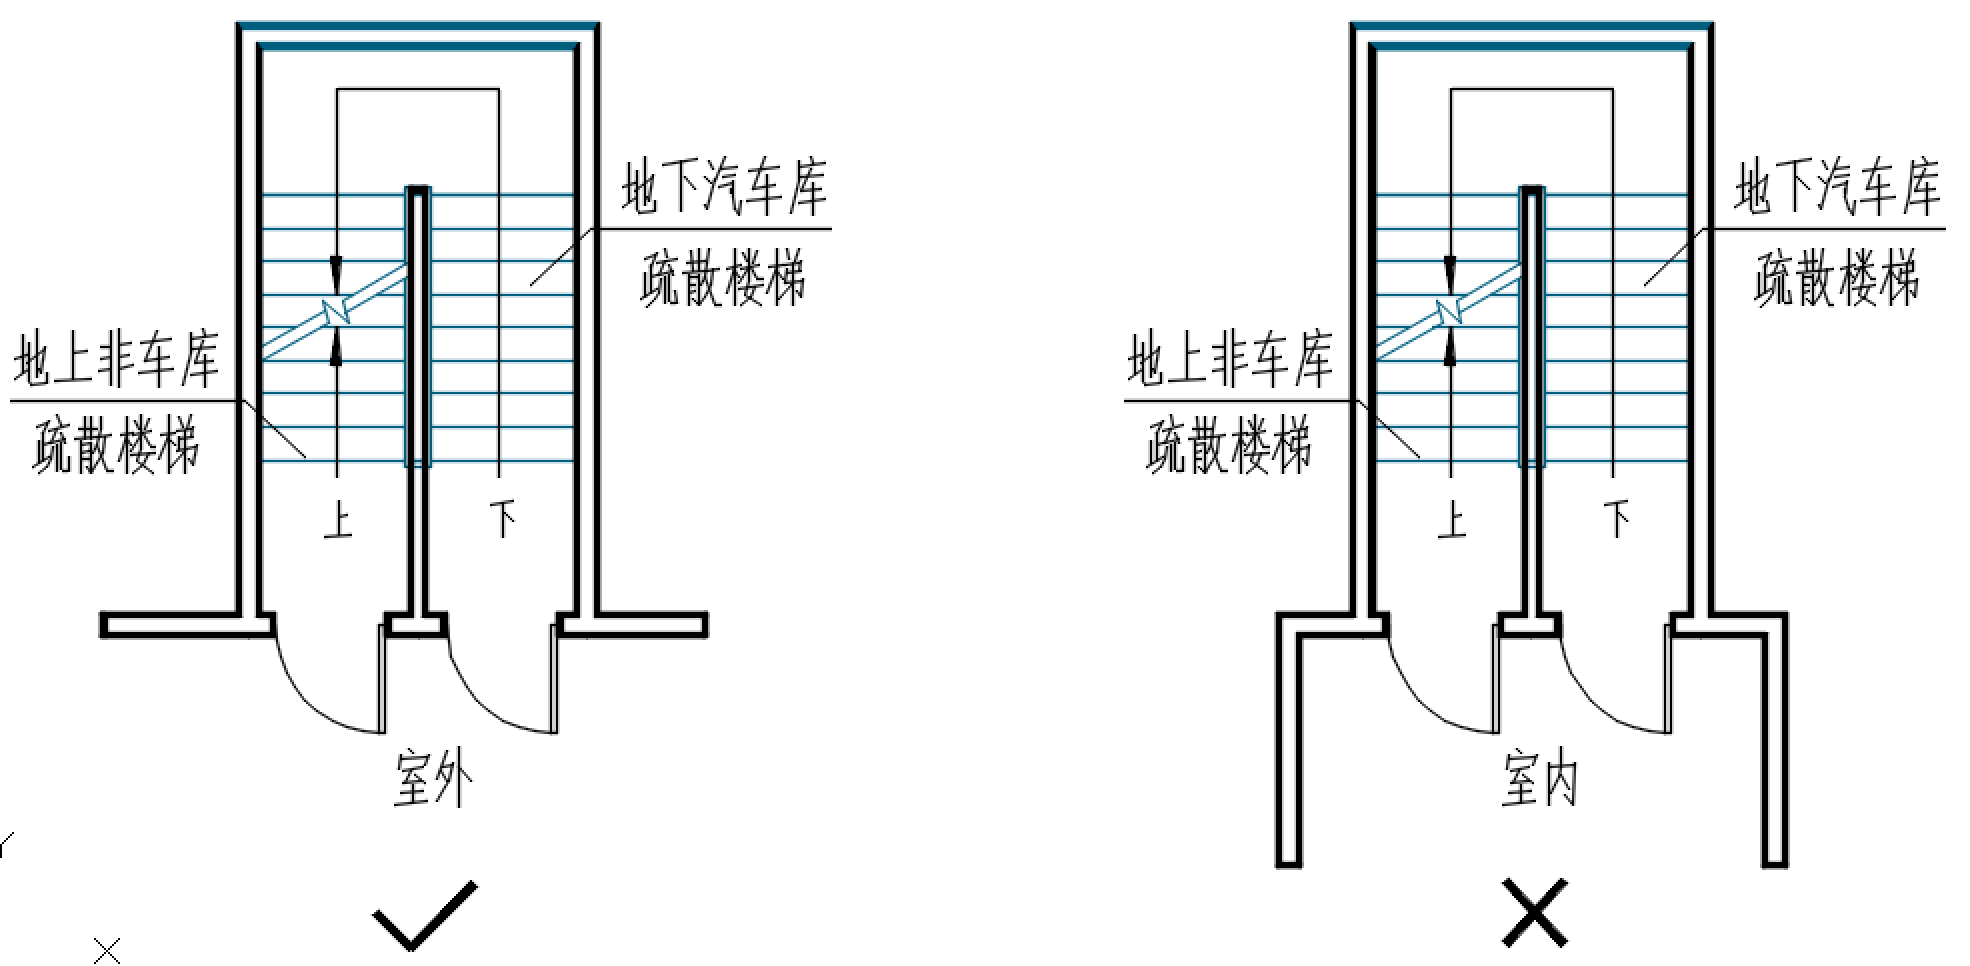 地下汽车库
疏散楼梯
地上非车库
疏散楼梯
上
下
室外
地下汽车库
疏散楼梯
地上非车库
疏散楼梯
上
下
室内